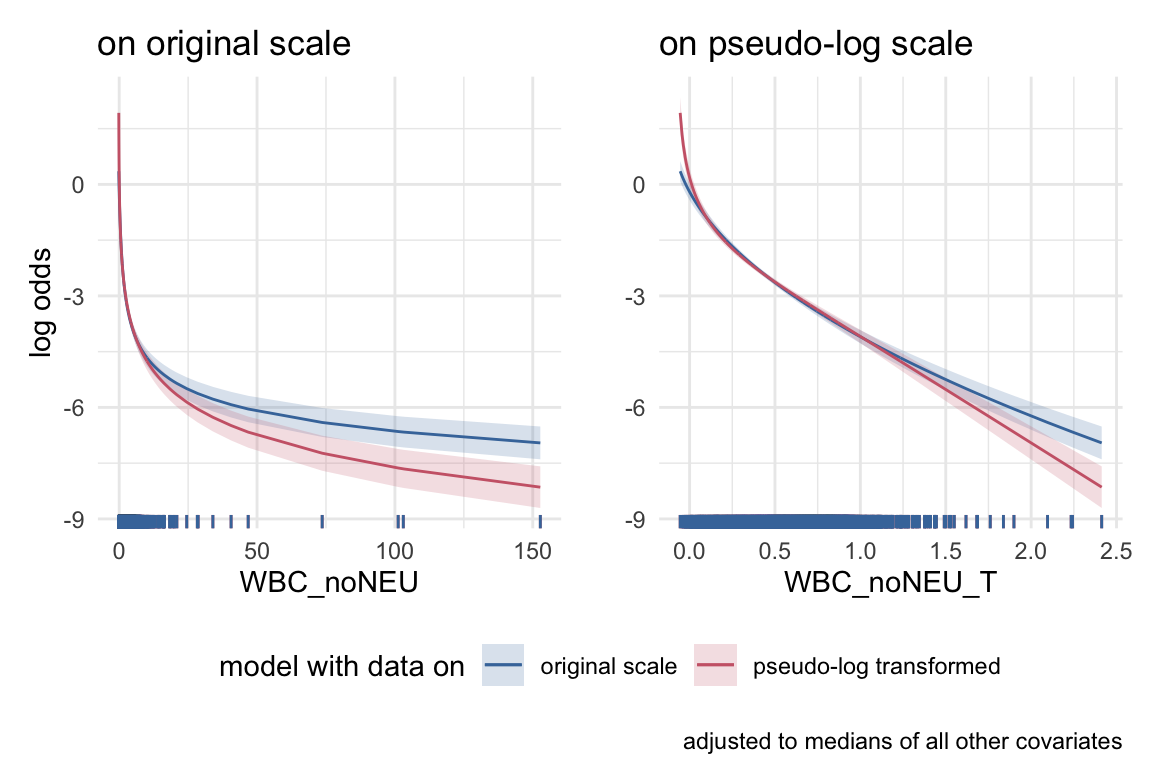 on original scale
on pseudo-log scale
log odds
0
-3
-6
-9
0
50
100
150
WBC_noNEU
0
-3
-6
-9
0.0
0.5
1.0
1.5
2.0
2.5
WBC_noNEU_T
model with data on
original scale
pseudo-log transformed
adjusted to medians of all other covariates